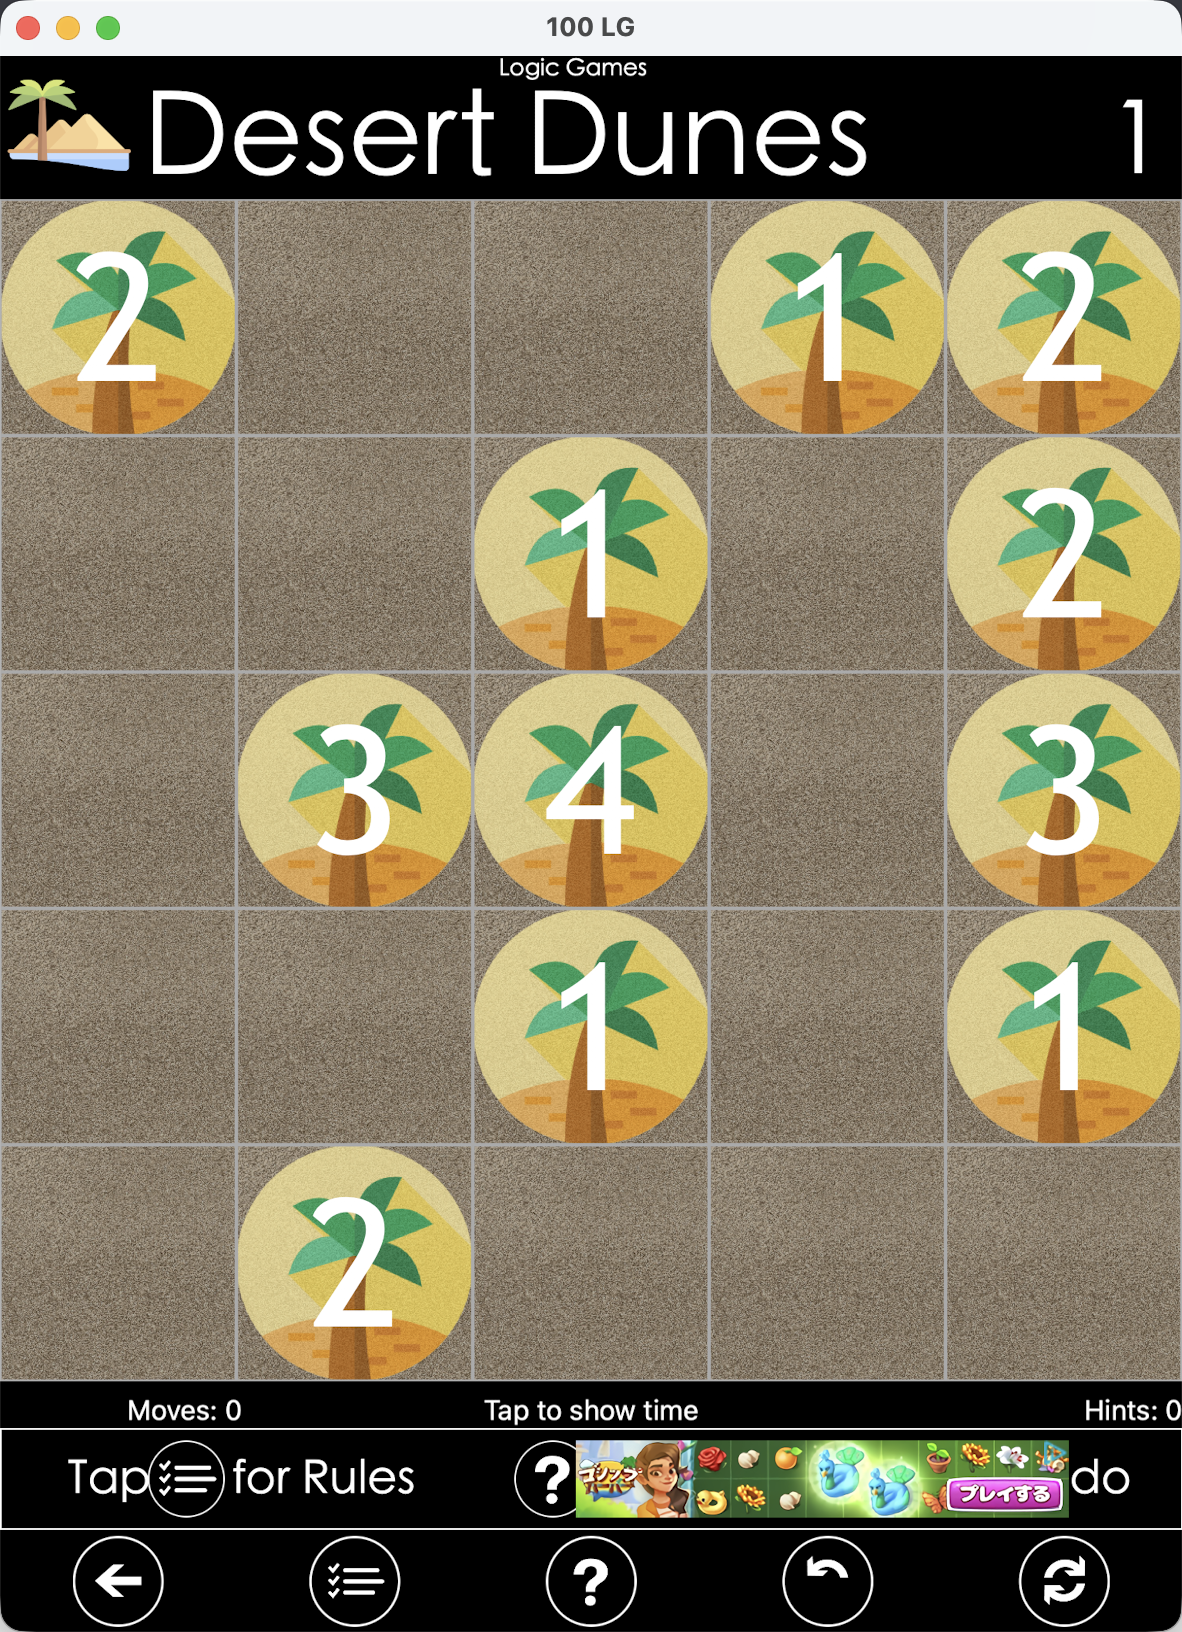 100 LG
Logic Games
Desert Dunes 1
2 1 2
1 2
3 4 3
1 1
2
Moves: 0 Tap to show time Hints: 0
Tap for Rules ? do
ゴシップハーバー プレイする
?